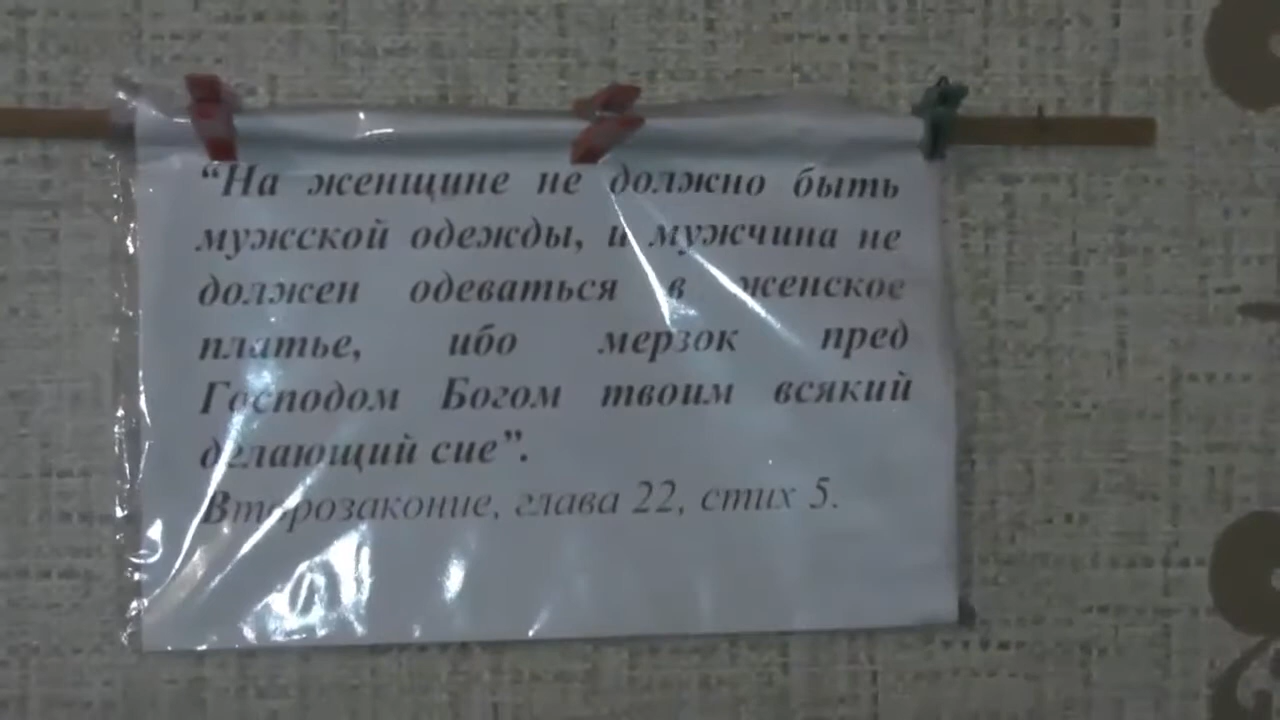 “На женщине не должно быть
мужской одежды, и мужчина не
должен одеваться в женское
платье, ибо мерзок пред
Господом Богом твоим всякий
делающий сие”.
Второзаконие, глава 22, стих 5.